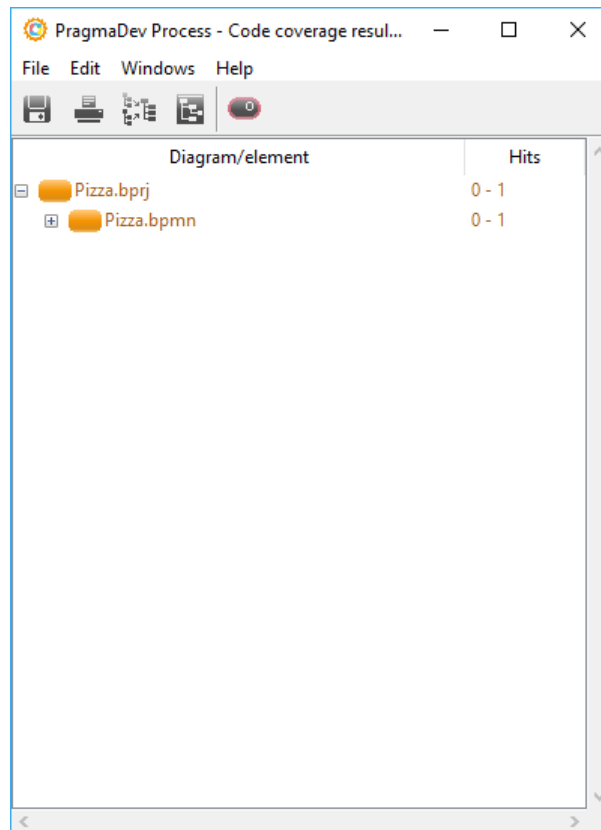 PragmaDev Process - Code coverage resul...
File Edit Windows Help
0
Diagram/element Hits
Pizza.bprj 0 - 1
Pizza.bpmn 0 - 1